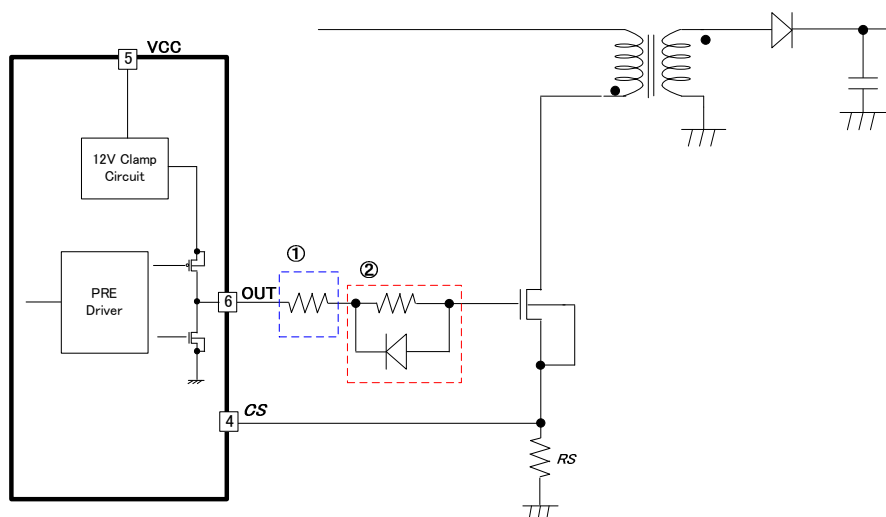 VCC
5
12V Clamp
Circuit
①
②
PRE
Driver
6
OUT
4
CS
RS